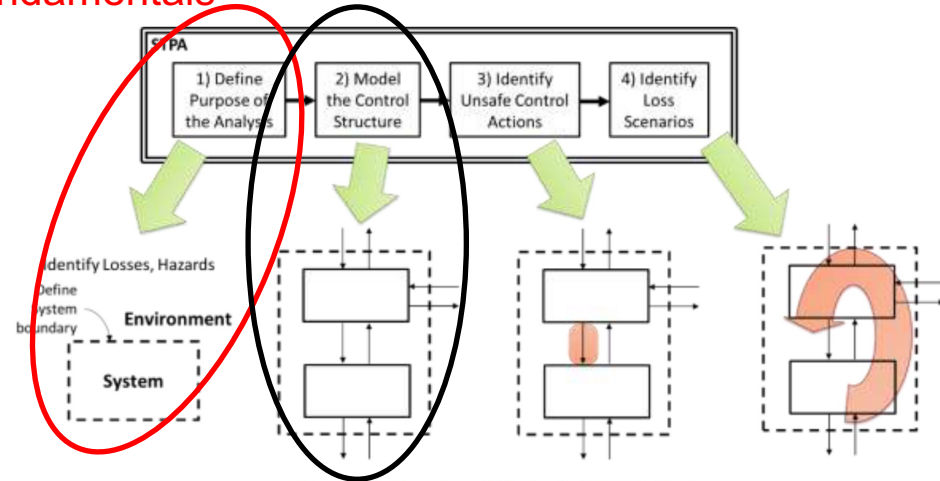 ndamentals
STPA
1) Define
Purpose of
the Analysis
2) Model
the Control
Structure
3) Identify
Unsafe Control
Actions
4) Identify
Loss
Scenarios
Identify Losses, Hazards
Define
system
boundary
Environment
System